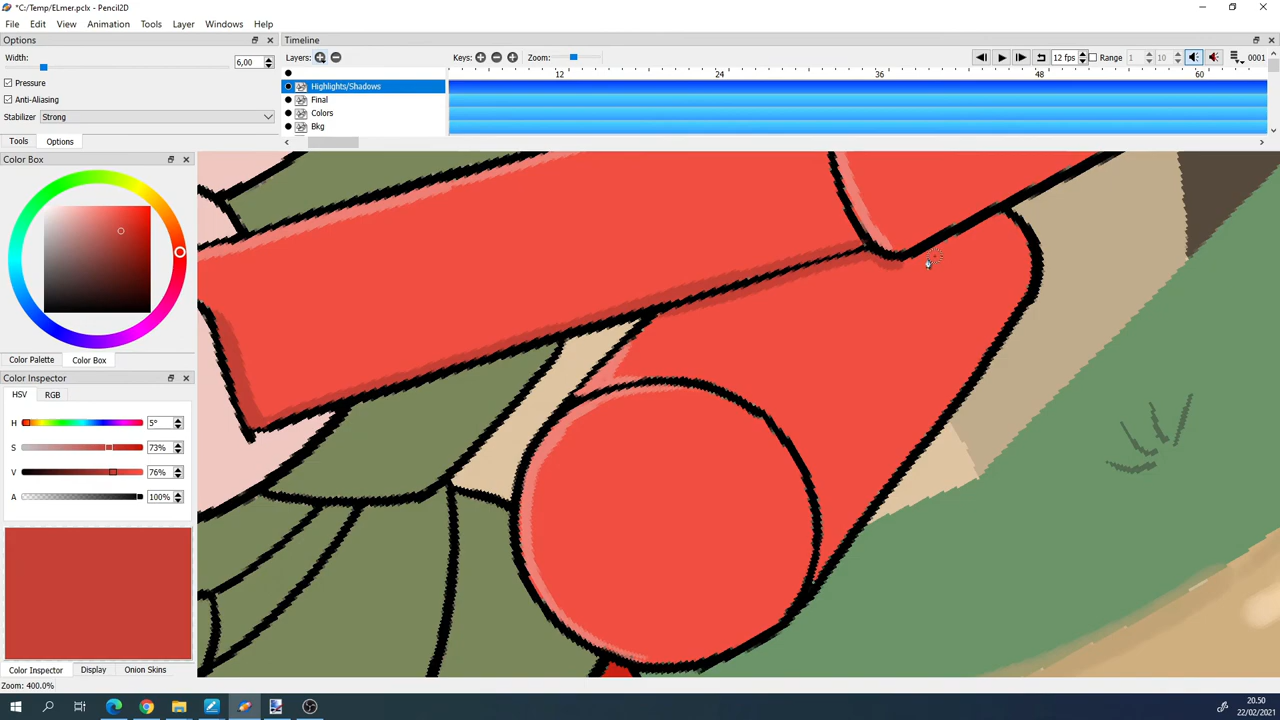 *C:/Temp/ELmer.pclx - Pencil2D
File Edit View Animation Tools Layer Windows Help
Options
Timeline
Width:
6,00
Layers:
Keys:
Zoom:
12 fps
Range
1
10
0001
12 24 36 48 60
Pressure
Highlights/Shadows
Anti-Aliasing
Final
Stabilizer Strong
Colors
Bkg
Tools Options
Color Box
Color Palette Color Box
Color Inspector
HSV RGB
H 5°
S 73%
V 76%
A 100%
Color Inspector Display Onion Skins
Zoom: 400.0%
20.50
22/02/2021